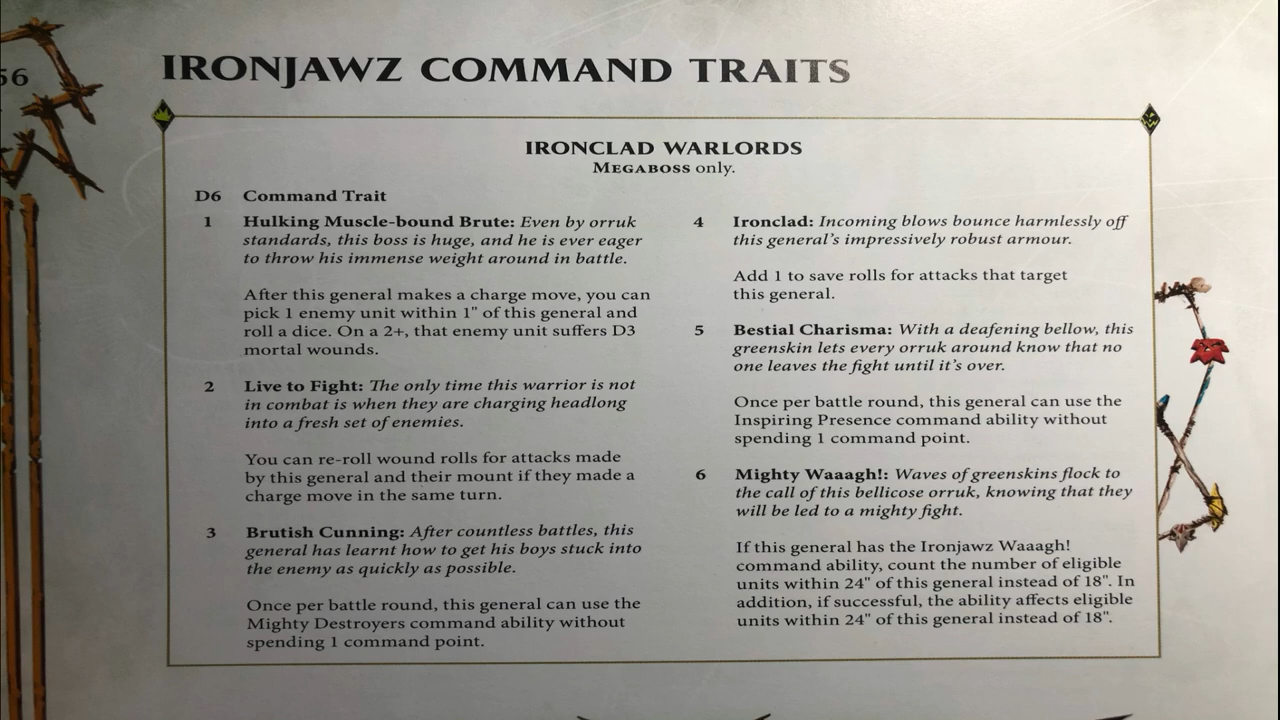 56
IRONJAWZ COMMAND TRAITS
IRONCLAD WARLORDS
MEGABOSS only.
D6 Command Trait
1 Hulking Muscle-bound Brute: Even by orruk
standards, this boss is huge, and he is ever eager
to throw his immense weight around in battle.
After this general makes a charge move, you can
pick 1 enemy unit within 1" of this general and
roll a dice. On a 2+, that enemy unit suffers D3
mortal wounds.
2 Live to Fight: The only time this warrior is not
in combat is when they are charging headlong
into a fresh set of enemies.
You can re-roll wound rolls for attacks made
by this general and their mount if they made a
charge move in the same turn.
3 Brutish Cunning: After countless battles, this
general has learnt how to get his boys stuck into
the enemy as quickly as possible.
Once per battle round, this general can use the
Mighty Destroyers command ability without
spending 1 command point.
4 Ironclad: Incoming blows bounce harmlessly off
this general's impressively robust armour.
Add 1 to save rolls for attacks that target
this general.
5 Bestial Charisma: With a deafening bellow, this
greenskin lets every orruk around know that no
one leaves the fight until it's over.
Once per battle round, this general can use the
Inspiring Presence command ability without
spending 1 command point.
6 Mighty Waaagh!: Waves of greenskins flock to
the call of this bellicose orruk, knowing that they
will be led to a mighty fight.
If this general has the Ironjawz Waaagh!
command ability, count the number of eligible
units within 24" of this general instead of 18". In
addition, if successful, the ability affects eligible
units within 24" of this general instead of 18".